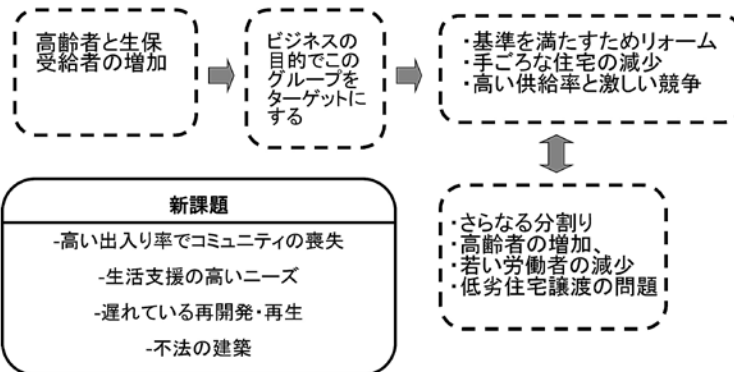 高齢者と生保
受給者の増加
ビジネスの
目的でこの
グループを
ターゲットに
する
・基準を満たすためリォーム
・手ごろな住宅の減少
・高い供給率と激しい競争
・さらなる分割り
・高齢者の増加、
・若い労働者の減少
・低劣住宅譲渡の問題
新課題
-高い出入り率でコミュニティの喪失
-生活支援の高いニーズ
-遅れている再開発・再生
-不法の建築